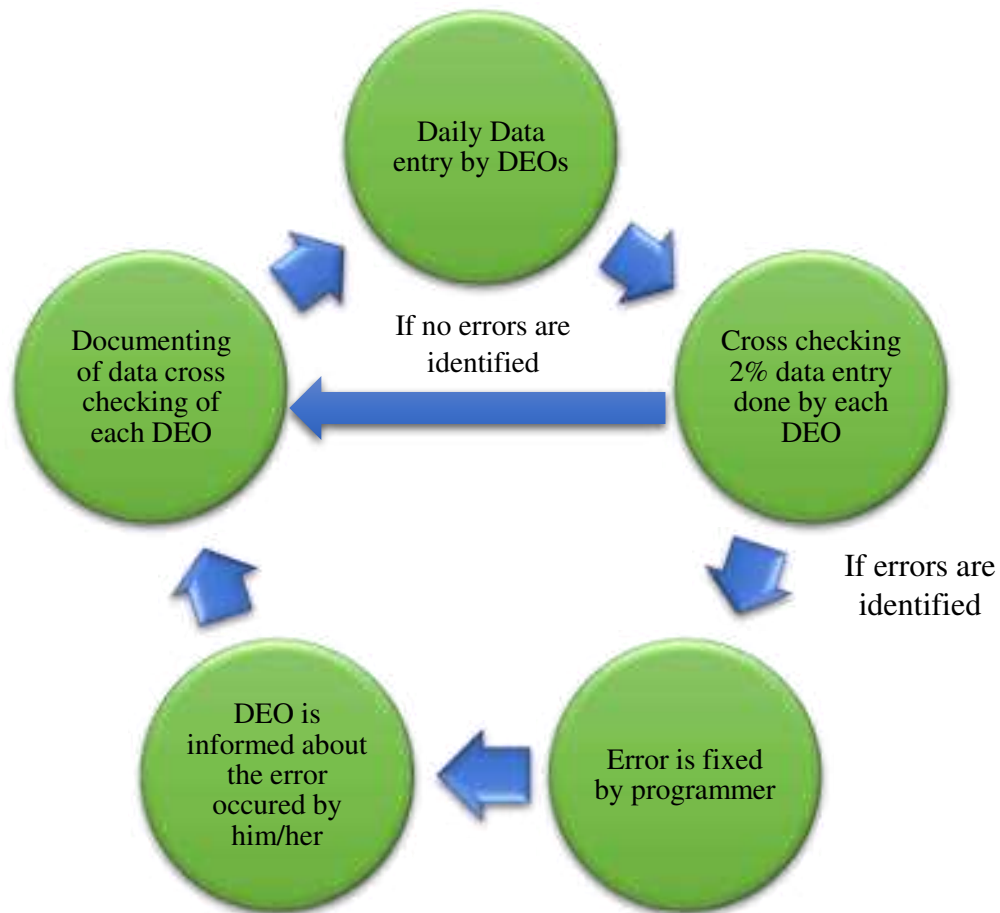 Daily Data
entry by DEOs
If no errors are
identified
Documenting
of data cross
checking of
each DEO
Cross checking
2% data entry
done by each
DEO
If errors are
identified
DEO is
informed about
the error
occured by
him/her
Error is fixed
by programmer